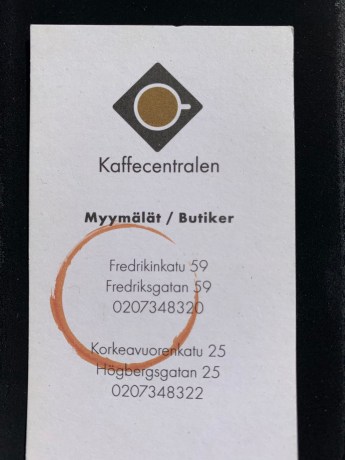 Kaffecentralen
Myymälät / Butiker
Fredrikinkatu 59
Fredriksgatan 59
0207348320
Korkeavuorenkatu 25
Högbergsgatan 25
0207348322